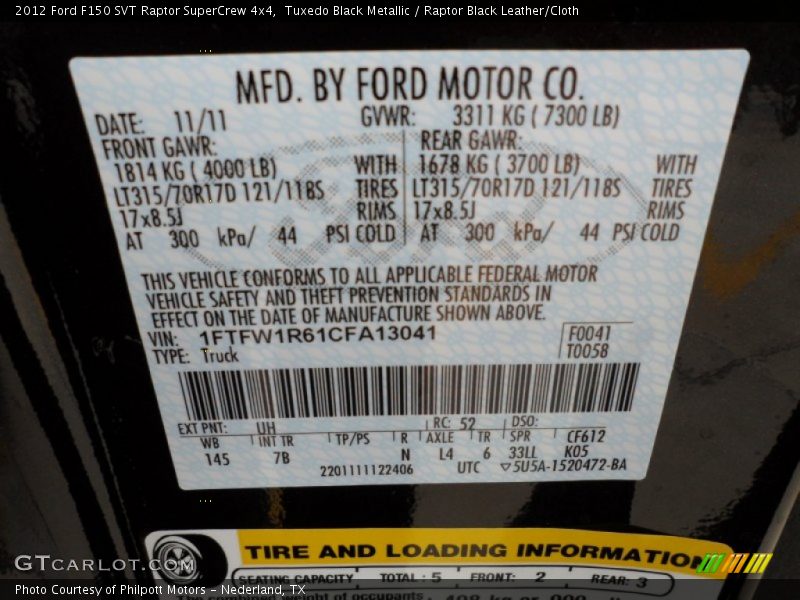 2012 Ford F150 SVT Raptor SuperCrew 4x4,  Tuxedo Black Metallic / Raptor Black Leather/Cloth
MFD. BY FORD MOTOR CO.
DATE: 11/11 GVWR: 3311 KG ( 7300 LB)
FRONT GAWR: REAR GAWR:
1814 KG ( 4000 LB) WITH 1678 KG ( 3700 LB) WITH
LT315/70R17D 121/118S TIRES LT315/70R17D 121/118S TIRES
17x8.5J RIMS 17x8.5J RIMS
AT 300 kPa/ 44 PSI COLD AT 300 kPa/ 44 PSI COLD
THIS VEHICLE CONFORMS TO ALL APPLICABLE FEDERAL MOTOR
VEHICLE SAFETY AND THEFT PREVENTION STANDARDS IN
EFFECT ON THE DATE OF MANUFACTURE SHOWN ABOVE.
VIN: 1FTFW1R61CFA13041 F0041
TYPE: Truck T0058
EXT PNT: UH RC: 52 DSO:
WB INT TR TP/PS R AXLE TR SPR CF612
145 7B N L4 6 33LL K05
2201111122406 UTC ▽5U5A-1520472-BA
TIRE AND LOADING INFORMATION
SEATING CAPACITY TOTAL : 5 FRONT: 2 REAR: 3
The combined weight of occupants
GTCARLOT.COM
Photo Courtesy of Philpott Motors - Nederland, TX